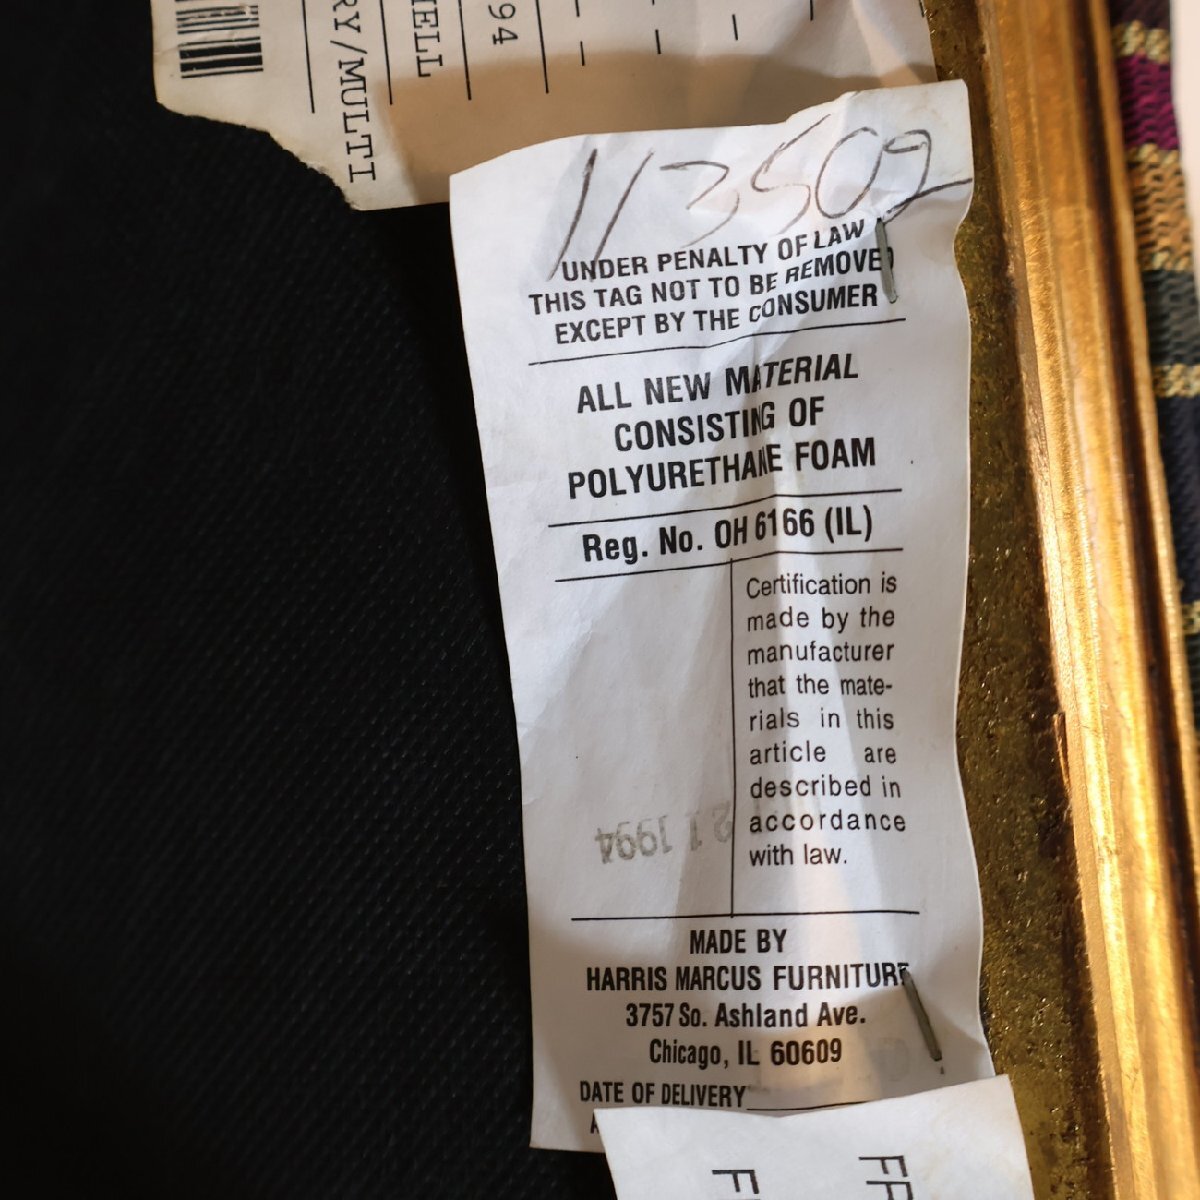 RY/MULTI
ELL
94
113502
UNDER PENALTY OF LAW
THIS TAG NOT TO BE REMOVED
EXCEPT BY THE CONSUMER
ALL NEW MATERIAL
CONSISTING OF
POLYURETHANE FOAM
Reg. No. OH 6166 (IL)
Certification is
made by the
manufacturer
that the mate-
rials in this
article are
described in
accordance
with law.
21 1994
MADE BY
HARRIS MARCUS FURNITURE
3757 So. Ashland Ave.
Chicago, IL 60609
DATE OF DELIVERY